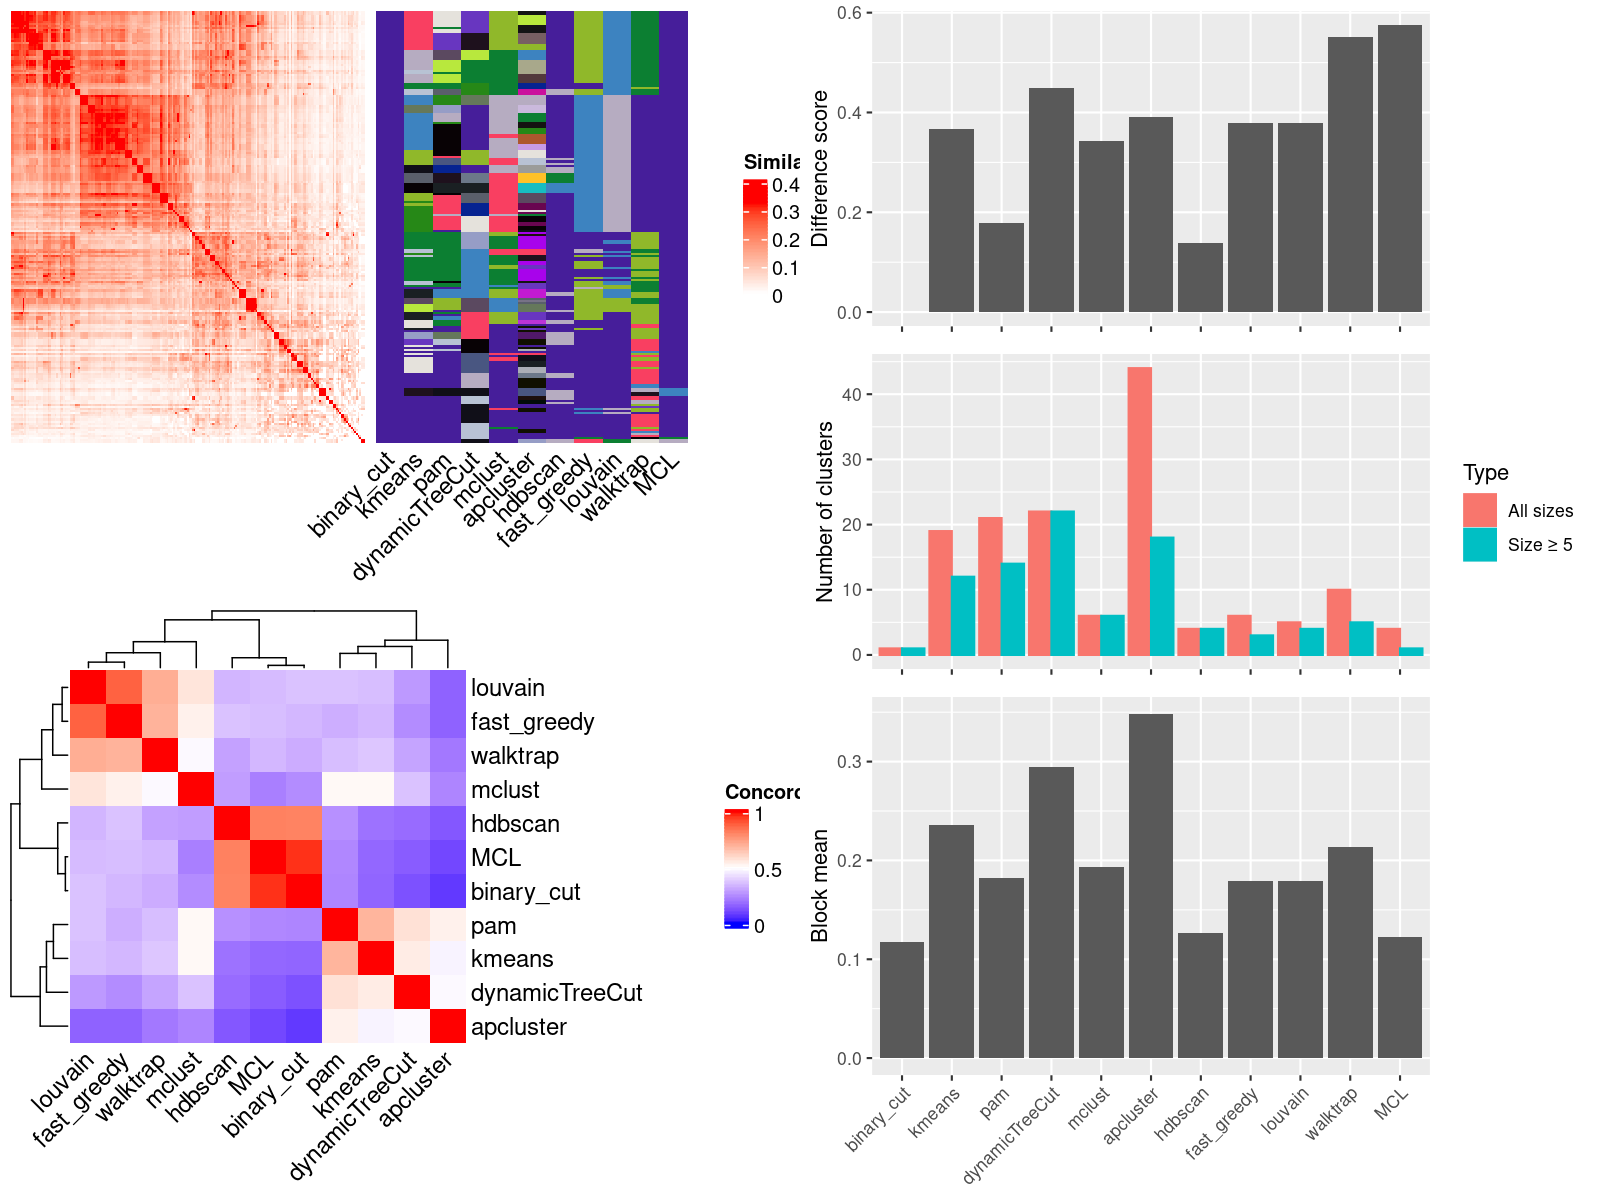 Simila
0.4
0.3
0.2
0.1
0
binary_cut
kmeans
pam
dynamicTreeCut
mclust
apcluster
hdbscan
fast_greedy
louvain
walktrap
MCL
louvain
fast_greedy
walktrap
mclust
hdbscan
MCL
binary_cut
pam
kmeans
dynamicTreeCut
apcluster
louvain
fast_greedy
walktrap
mclust
hdbscan
MCL
binary_cut
pam
kmeans
dynamicTreeCut
apcluster
Concord
1
0.5
0
Difference score
0.6
0.4
0.2
0.0
Number of clusters
40
30
20
10
0
Type
All sizes
Size ≥ 5
Block mean
0.3
0.2
0.1
0.0
binary_cut
kmeans
pam
dynamicTreeCut
mclust
apcluster
hdbscan
fast_greedy
louvain
walktrap
MCL